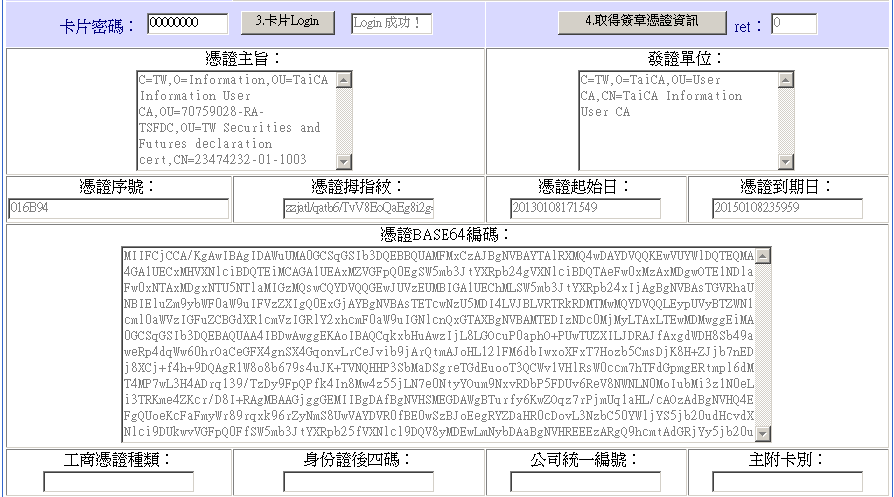 卡片密碼： 00000000 3.卡片Login Login 成功！ 4.取得簽章憑證資訊 ret： 0
憑證主旨： 發證單位：
C=TW,O=Information,OU=TaiCA
Information User
CA,OU=70759028-RA-
TSFDC,OU=TW Securities and
Futures declaration
cert,CN=23474232-01-1003
C=TW,O=TaiCA,OU=User
CA,CN=TaiCA Information
User CA
憑證序號： 憑證拇指紋： 憑證起始日： 憑證到期日：
016B94 zzjatl/qatb6/TvV8EoQaEg8i2g= 20130108171549 20150108235959
憑證BASE64編碼：
MIIFCjCCA/KgAwIBAgIDAWuUMA0GCSqGSIb3DQEBBQUAMFMxCzAJBgNVBAYTAlRXMQ4wDAYDVQQKEwVUYWlDQTEQMA
4GA1UECxMHVXNlciBDQTEiMCAGA1UEAxMZVGFpQ0EgSW5mb3JtYXRpb24gVXNlciBDQTAeFw0xMzAxMDgwOTE1NDla
Fw0xNTAxMDgxNTU5NTlaMIGzMQswCQYDVQQGEwJUVzEUMBIGA1UEChMLSW5mb3JtYXRpb24xIjAgBgNVBAsTGVRhaU
NBIEluZm9ybWF0aW9uIFVzZXIgQ0ExGjAYBgNVBAsTETcwNzU5MDI4LVJBLVRTRkRDMTMwMQYDVQQLEypUVyBTZWN1
cml0aWVzIGFuZCBGdXR1cmVzIGRlY2xhcmF0aW9uIGNlcnQxGTAXBgNVBAMTEDIzNDc0MjMyLTAxLTEwMDMwggEiMA
0GCSqGSIb3DQEBAQUAA4IBDwAwggEKAoIBAQCqkxbHuAwzIjL8LGOcuP0aphO+PUwTUZXILJDRAJfAxgdWDH8Sb49a
weRp4dqWw60hrOaCeGFX4gnSX4GqonvLrCeJvib9jArQtmAJoHLl2lFM6dbIwxoXFxT7Hozb5CmsDjK8H+ZJjb7nED
j8XCj+f4h+9DQAgR1W8o8b679s4uJK+TVNQHHP3SbMaDSgreTGdEuooT3QCWv1VHlRsW0ccm7hTFdGpmgERtmpl6dM
T4MP7wL3H4ADrq139/TzDy9FpQPfk4In8Mw4z55jLN7e0NtyYOum9NxvRDbP5FDUv6ReV8NWNLN0MoIubMi3z1N0eL
i3TRKme4ZKcr/D8I+RAgMBAAGjggGEMIIBgDAfBgNVHSMEGDAWgBTurfy6KwZ0qz7rPjmUqlaHL/cAOzAdBgNVHQ4E
FgQUoeKcFaFmyWr89rqxk96rZyNmS8UwVAYDVR0fBE0wSzBJoEegRYZDaHR0cDovL3NzbC50YWljYS5jb20udHcvdX
Nlci9DUkwvVGFpQ0FfSW5mb3JtYXRpb25fVXNlcl9DQV8yMDEwLmNybDAaBgNVHREEEzARgQ9hcmtAdGRjYy5jb20u
工商憑證種類： 身份證後四碼： 公司統一編號： 主附卡別：